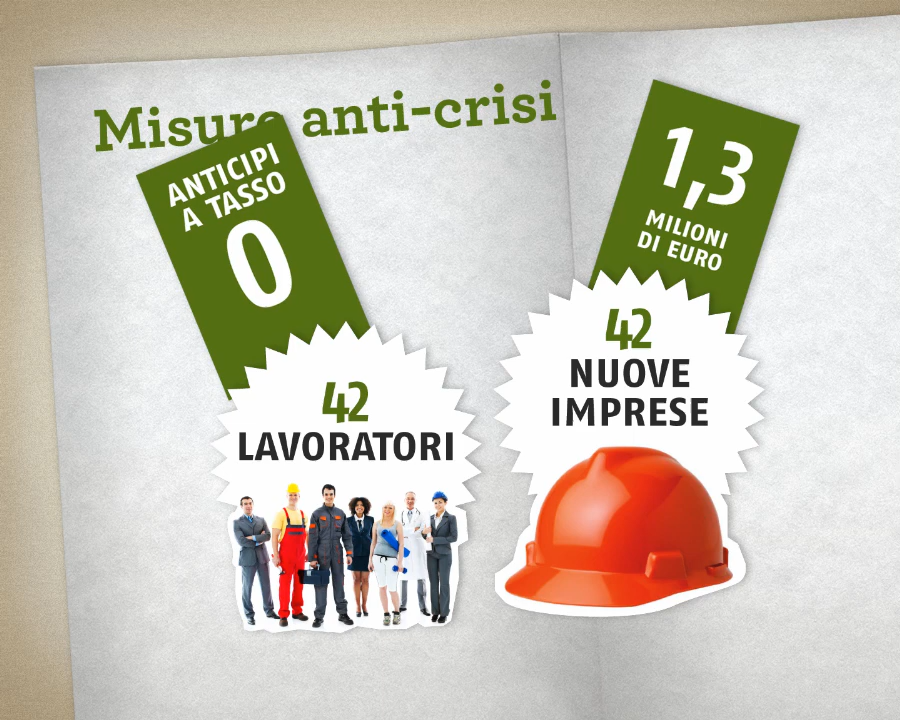 Misure anti-crisi
ANTICIPI
A TASSO
0
42
LAVORATORI
1,3
MILIONI
DI EURO
42
NUOVE
IMPRESE